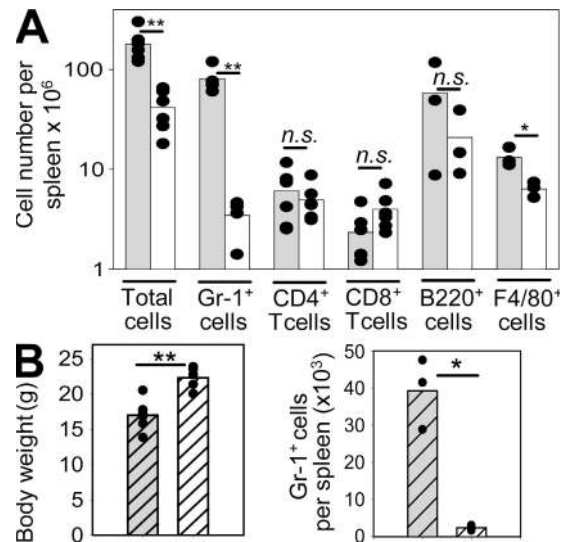 A
Cell number per
spleen x 10⁶
100
10
1
**
**
n.s.
n.s.
n.s.
*
Total
cells
Gr-1⁺
cells
CD4⁺
Tcells
CD8⁺
Tcells
B220⁺
cells
F4/80⁺
cells
B
Body weight (g)
25
20
15
10
5
0
**
Gr-1⁺ cells
per spleen (x10³)
50
40
30
20
10
0
*